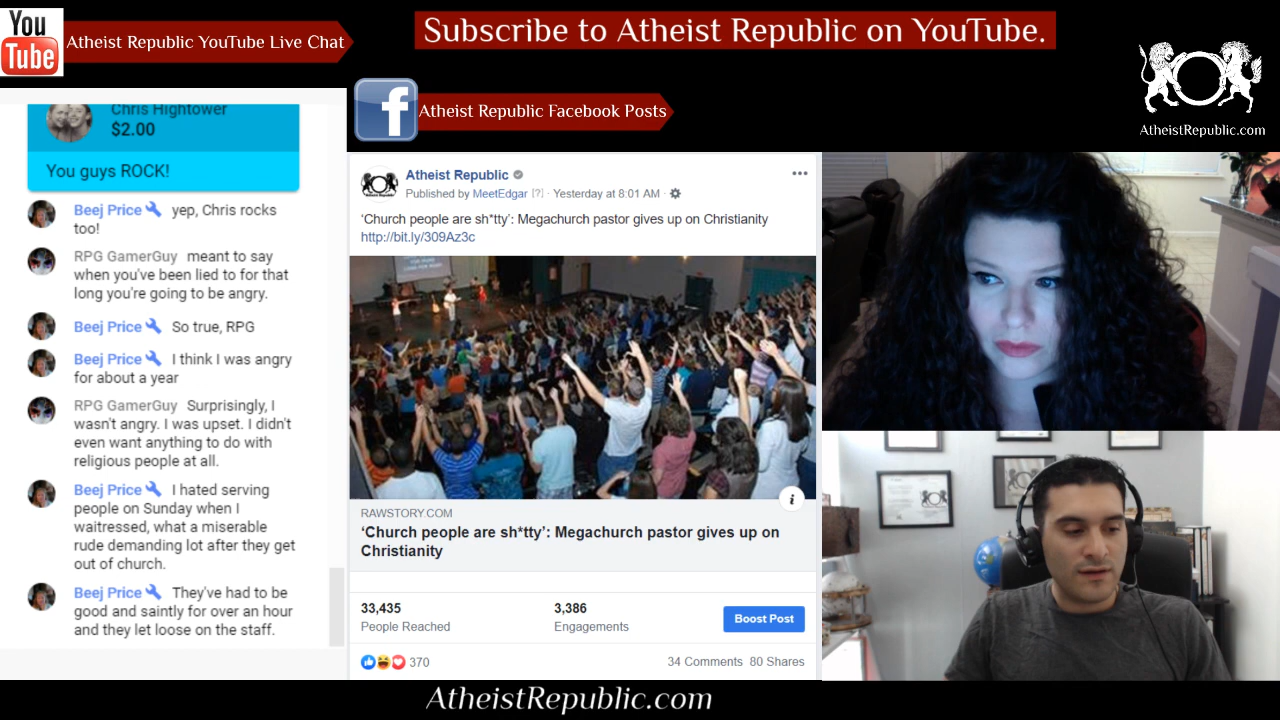 You
Tube
Atheist Republic YouTube Live Chat
Subscribe to Atheist Republic on YouTube.
AtheistRepublic.com
f
Atheist Republic Facebook Posts
Chris Hightower
$2.00
You guys ROCK!
Beej Price yep, Chris rocks
too!
RPG GamerGuy meant to say
when you've been lied to for that
long you're going to be angry.
Beej Price So true, RPG
Beej Price I think I was angry
for about a year
RPG GamerGuy Surprisingly, I
wasn't angry. I was upset. I didn't
even want anything to do with
religious people at all.
Beej Price I hated serving
people on Sunday when I
waitressed, what a miserable
rude demanding lot after they get
out of church.
Beej Price They've had to be
good and saintly for over an hour
and they let loose on the staff.
Atheist Republic
Published by MeetEdgar [?] · Yesterday at 8:01 AM ·
‘Church people are sh*tty’: Megachurch pastor gives up on Christianity
http://bit.ly/309Az3c
i
RAWSTORY.COM
‘Church people are sh*tty’: Megachurch pastor gives up on
Christianity
33,435
People Reached
3,386
Engagements
Boost Post
370
34 Comments 80 Shares
AtheistRepublic.com